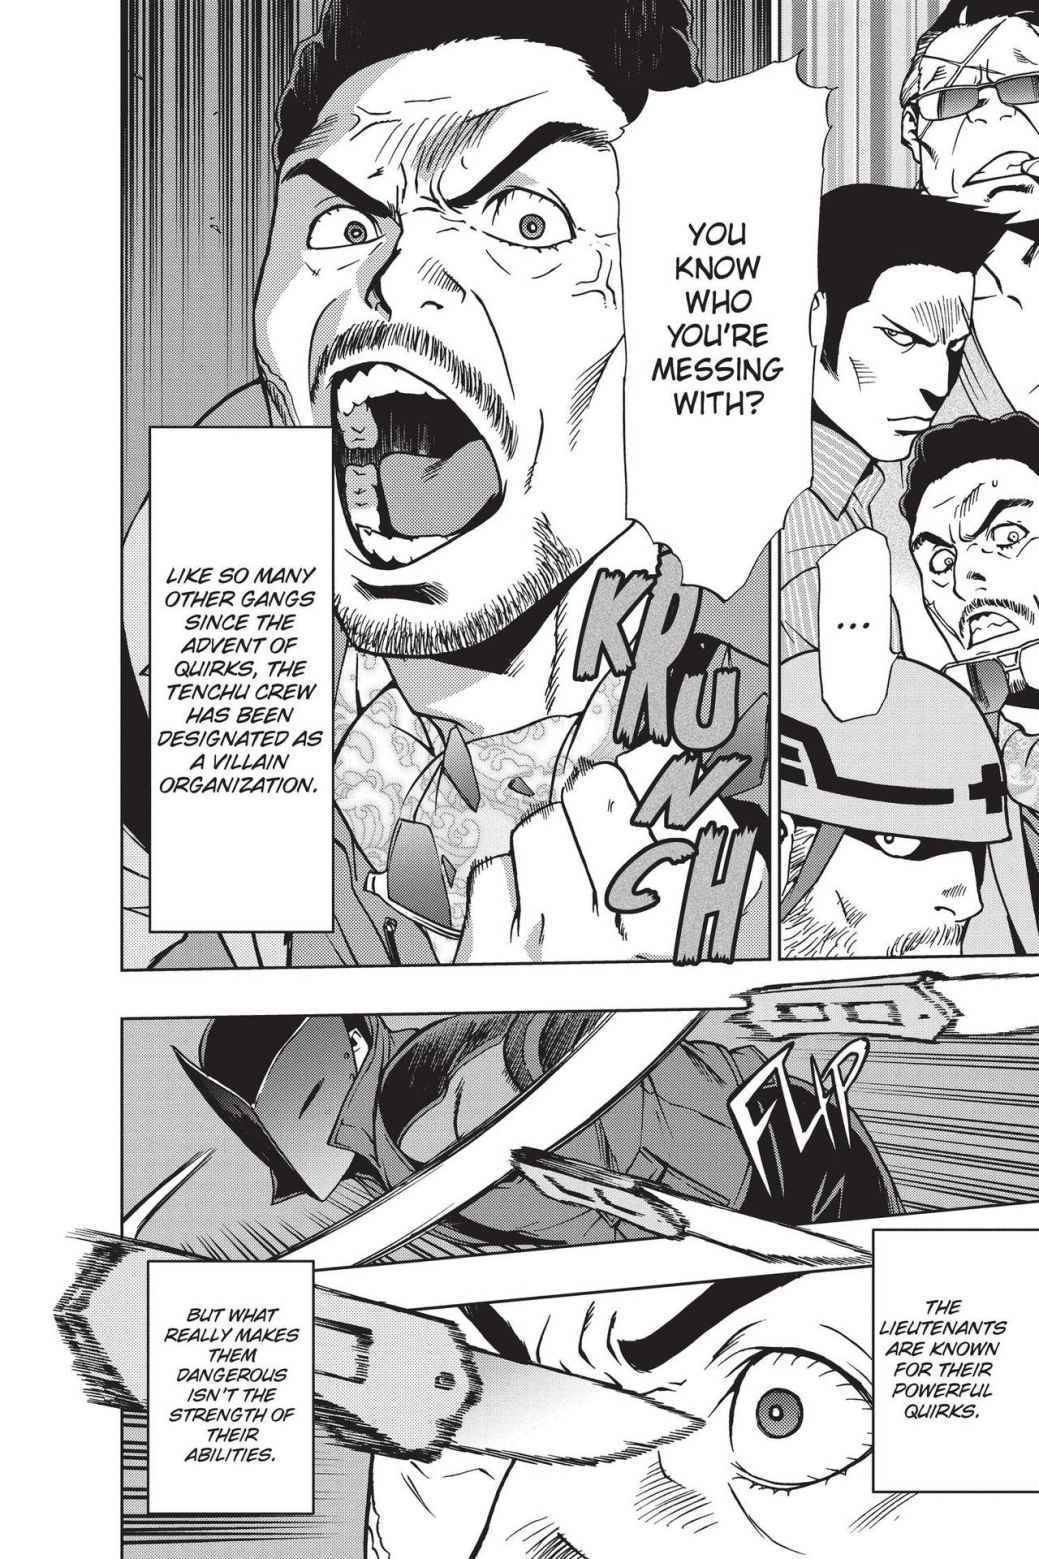 ...
YOU
KNOW
WHO
YOU'RE
MESSING
WITH?
KRRUNCH
LIKE SO MANY
OTHER GANGS
SINCE THE
ADVENT OF
QUIRKS, THE
TENCHU CREW
HAS BEEN
DESIGNATED AS
A VILLAIN
ORGANIZATION.
FLIP
THE
LIEUTENANTS
ARE KNOWN
FOR THEIR
POWERFUL
QUIRKS.
BUT WHAT
REALLY MAKES
THEM
DANGEROUS
ISN'T THE
STRENGTH OF
THEIR
ABILITIES.